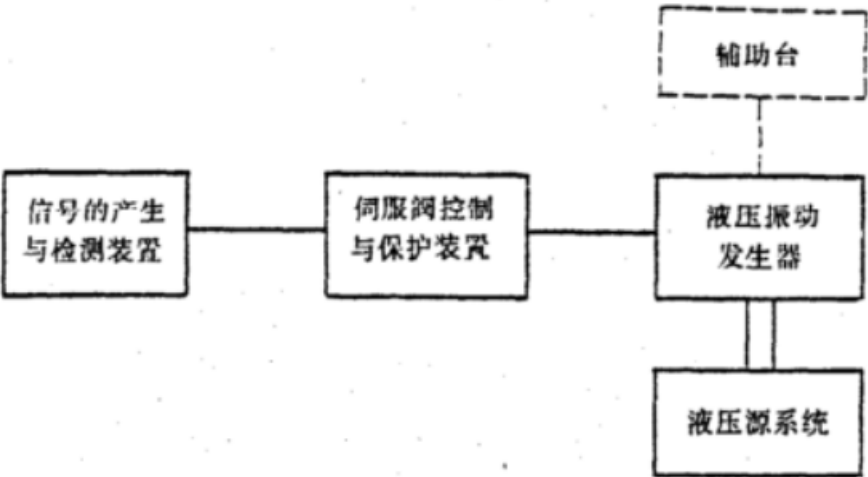 辅助台
信号的产生
与检测装置
伺服阀控制
与保护装置
液压振动
发生器
液压源系统